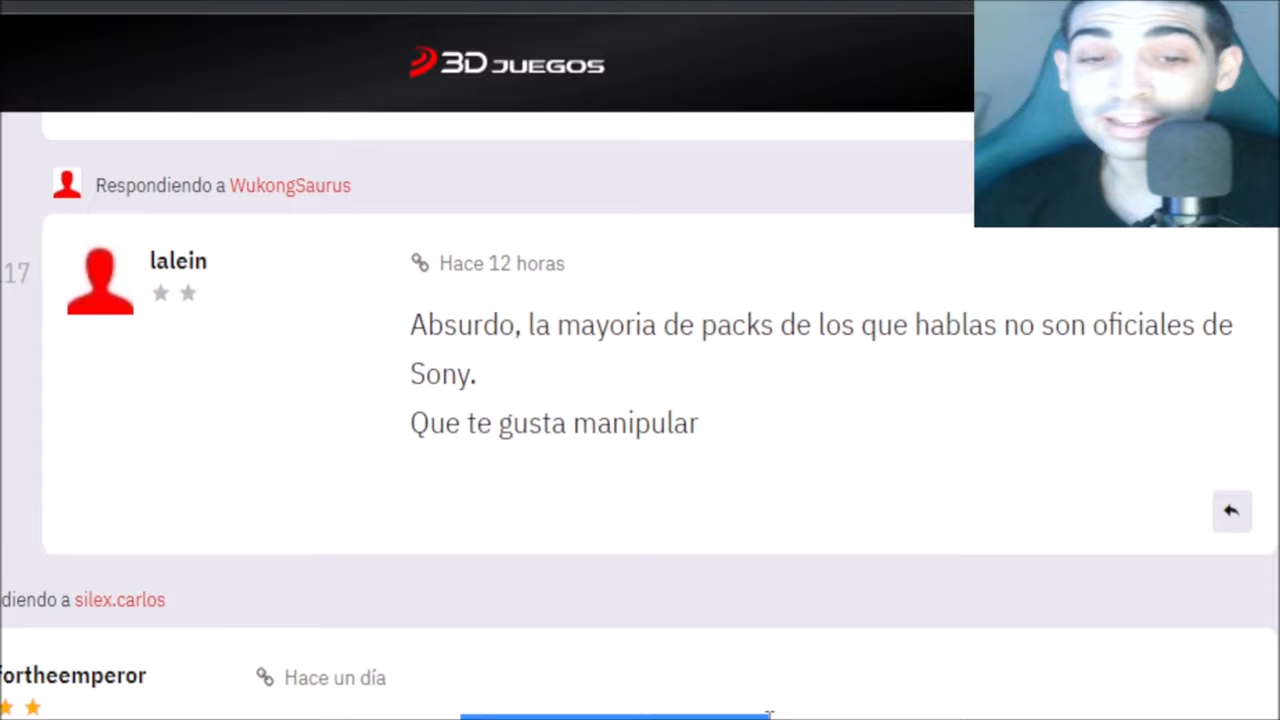 3D JUEGOS
Respondiendo a WukongSaurus
17
lalein
Hace 12 horas
Absurdo, la mayoria de packs de los que hablas no son oficiales de
Sony.
Que te gusta manipular
diendo a silex.carlos
fortheemperor
Hace un día